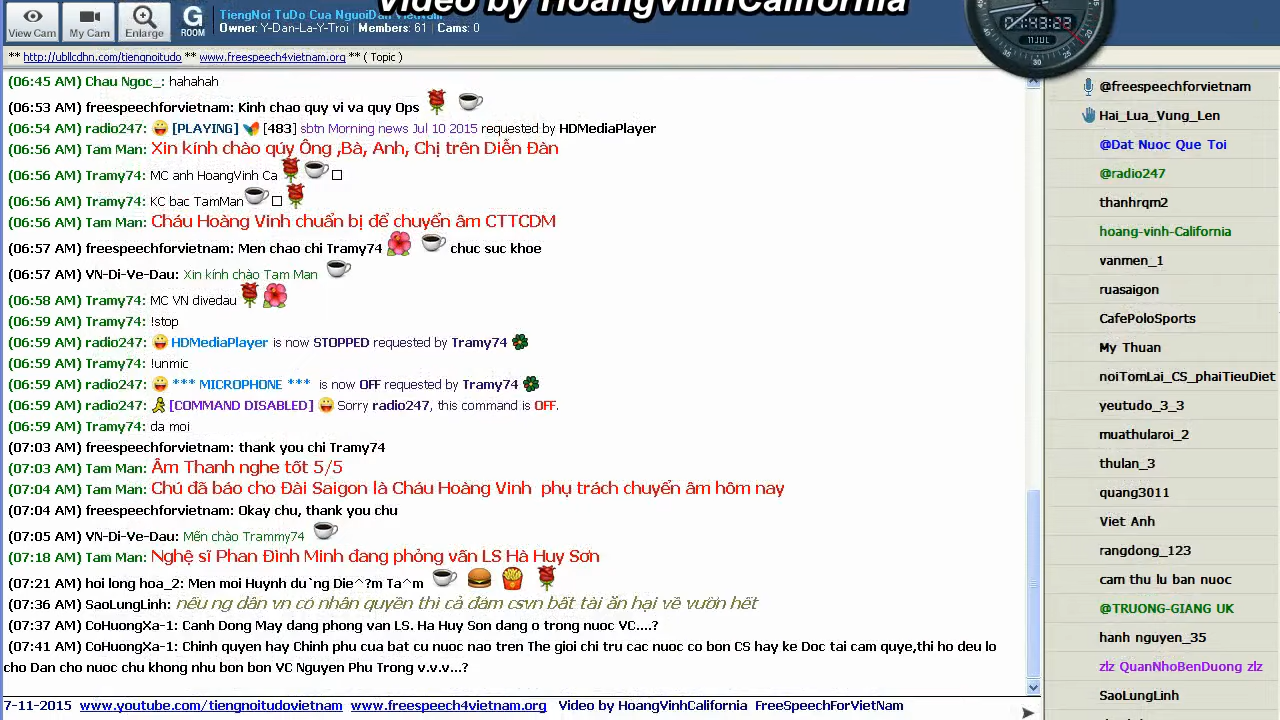 Video by HoangVinhCalifornia
View Cam
My Cam
Enlarge
G
ROOM
TiengNoi TuDo Cua NguoiDan VietNam
Owner: Y-Dan-La-Y-Troi / Members: 61 / Cams: 0
05:43:22
11 JUL
** http://ubllcdhn.com/tiengnoitudo ** www.freespeech4vietnam.org ** ( Topic )
(06:45 AM) Chau Ngoc_: hahahah
(06:53 AM) freespeechforvietnam: Kinh chao quy vi va quy Ops
(06:54 AM) radio247: [PLAYING] [483] sbtn Morning news Jul 10 2015 requested by HDMediaPlayer
(06:56 AM) Tam Man: Xin kính chào qúy Ông ,Bà, Anh, Chị trên Diễn Đàn
(06:56 AM) Tramy74: MC anh HoangVinh Ca
(06:56 AM) Tramy74: KC bac TamMan
(06:56 AM) Tam Man: Cháu Hoàng Vinh chuẩn bị để chuyển âm CTTCDM
(06:57 AM) freespeechforvietnam: Men chao chi Tramy74 chuc suc khoe
(06:57 AM) VN-Di-Ve-Dau: Xin kính chào Tam Man
(06:58 AM) Tramy74: MC VN divedau
(06:59 AM) Tramy74: !stop
(06:59 AM) radio247: HDMediaPlayer is now STOPPED requested by Tramy74
(06:59 AM) Tramy74: !unmic
(06:59 AM) radio247: *** MICROPHONE *** is now OFF requested by Tramy74
(06:59 AM) radio247: [COMMAND DISABLED] Sorry radio247, this command is OFF.
(06:59 AM) Tramy74: da moi
(07:03 AM) freespeechforvietnam: thank you chi Tramy74
(07:03 AM) Tam Man: Âm Thanh nghe tốt 5/5
(07:04 AM) Tam Man: Chú đã báo cho Đài Saigon là Cháu Hoàng Vinh phụ trách chuyển âm hôm nay
(07:04 AM) freespeechforvietnam: Okay chu, thank you chu
(07:05 AM) VN-Di-Ve-Dau: Mến chào Trammy74
(07:18 AM) Tam Man: Nghệ sĩ Phan Đình Minh đang phỏng vấn LS Hà Huy Sơn
(07:21 AM) hoi long hoa_2: Men moi Huynh du`ng Die^?m Ta^m
(07:36 AM) SaoLungLinh: nếu ng dân vn có nhân quyền thi cả đám csvn bất tài ăn hại về vườn hết
(07:37 AM) CoHuongXa-1: Canh Dong May dang phong van LS. Ha Huy Son dang o trong nuoc VC....?
(07:41 AM) CoHuongXa-1: Chinh quyen hay Chinh phu cua bat cu nuoc nao tren The gioi chi tru cac nuoc co bon CS hay ke Doc tai cam quye,thi ho deu lo
cho Dan cho nuoc chu khong nhu bon bon VC Nguyen Phu Trong v.v.v...?
@freespeechforvietnam
Hai_Lua_Vung_Len
@Dat Nuoc Que Toi
@radio247
thanhrqm2
hoang-vinh-California
vanmen_1
ruasaigon
CafePoloSports
My Thuan
noiTomLai_CS_phaiTieuDiet
yeutudo_3_3
muathularoi_2
thulan_3
quang3011
Viet Anh
rangdong_123
cam thu lu ban nuoc
@TRUONG-GIANG UK
hanh nguyen_35
zlz QuanNhoBenDuong zlz
SaoLungLinh
7-11-2015 www.youtube.com/tiengnoitudovietnam www.freespeech4vietnam.org Video by HoangVinhCalifornia FreeSpeechForVietNam